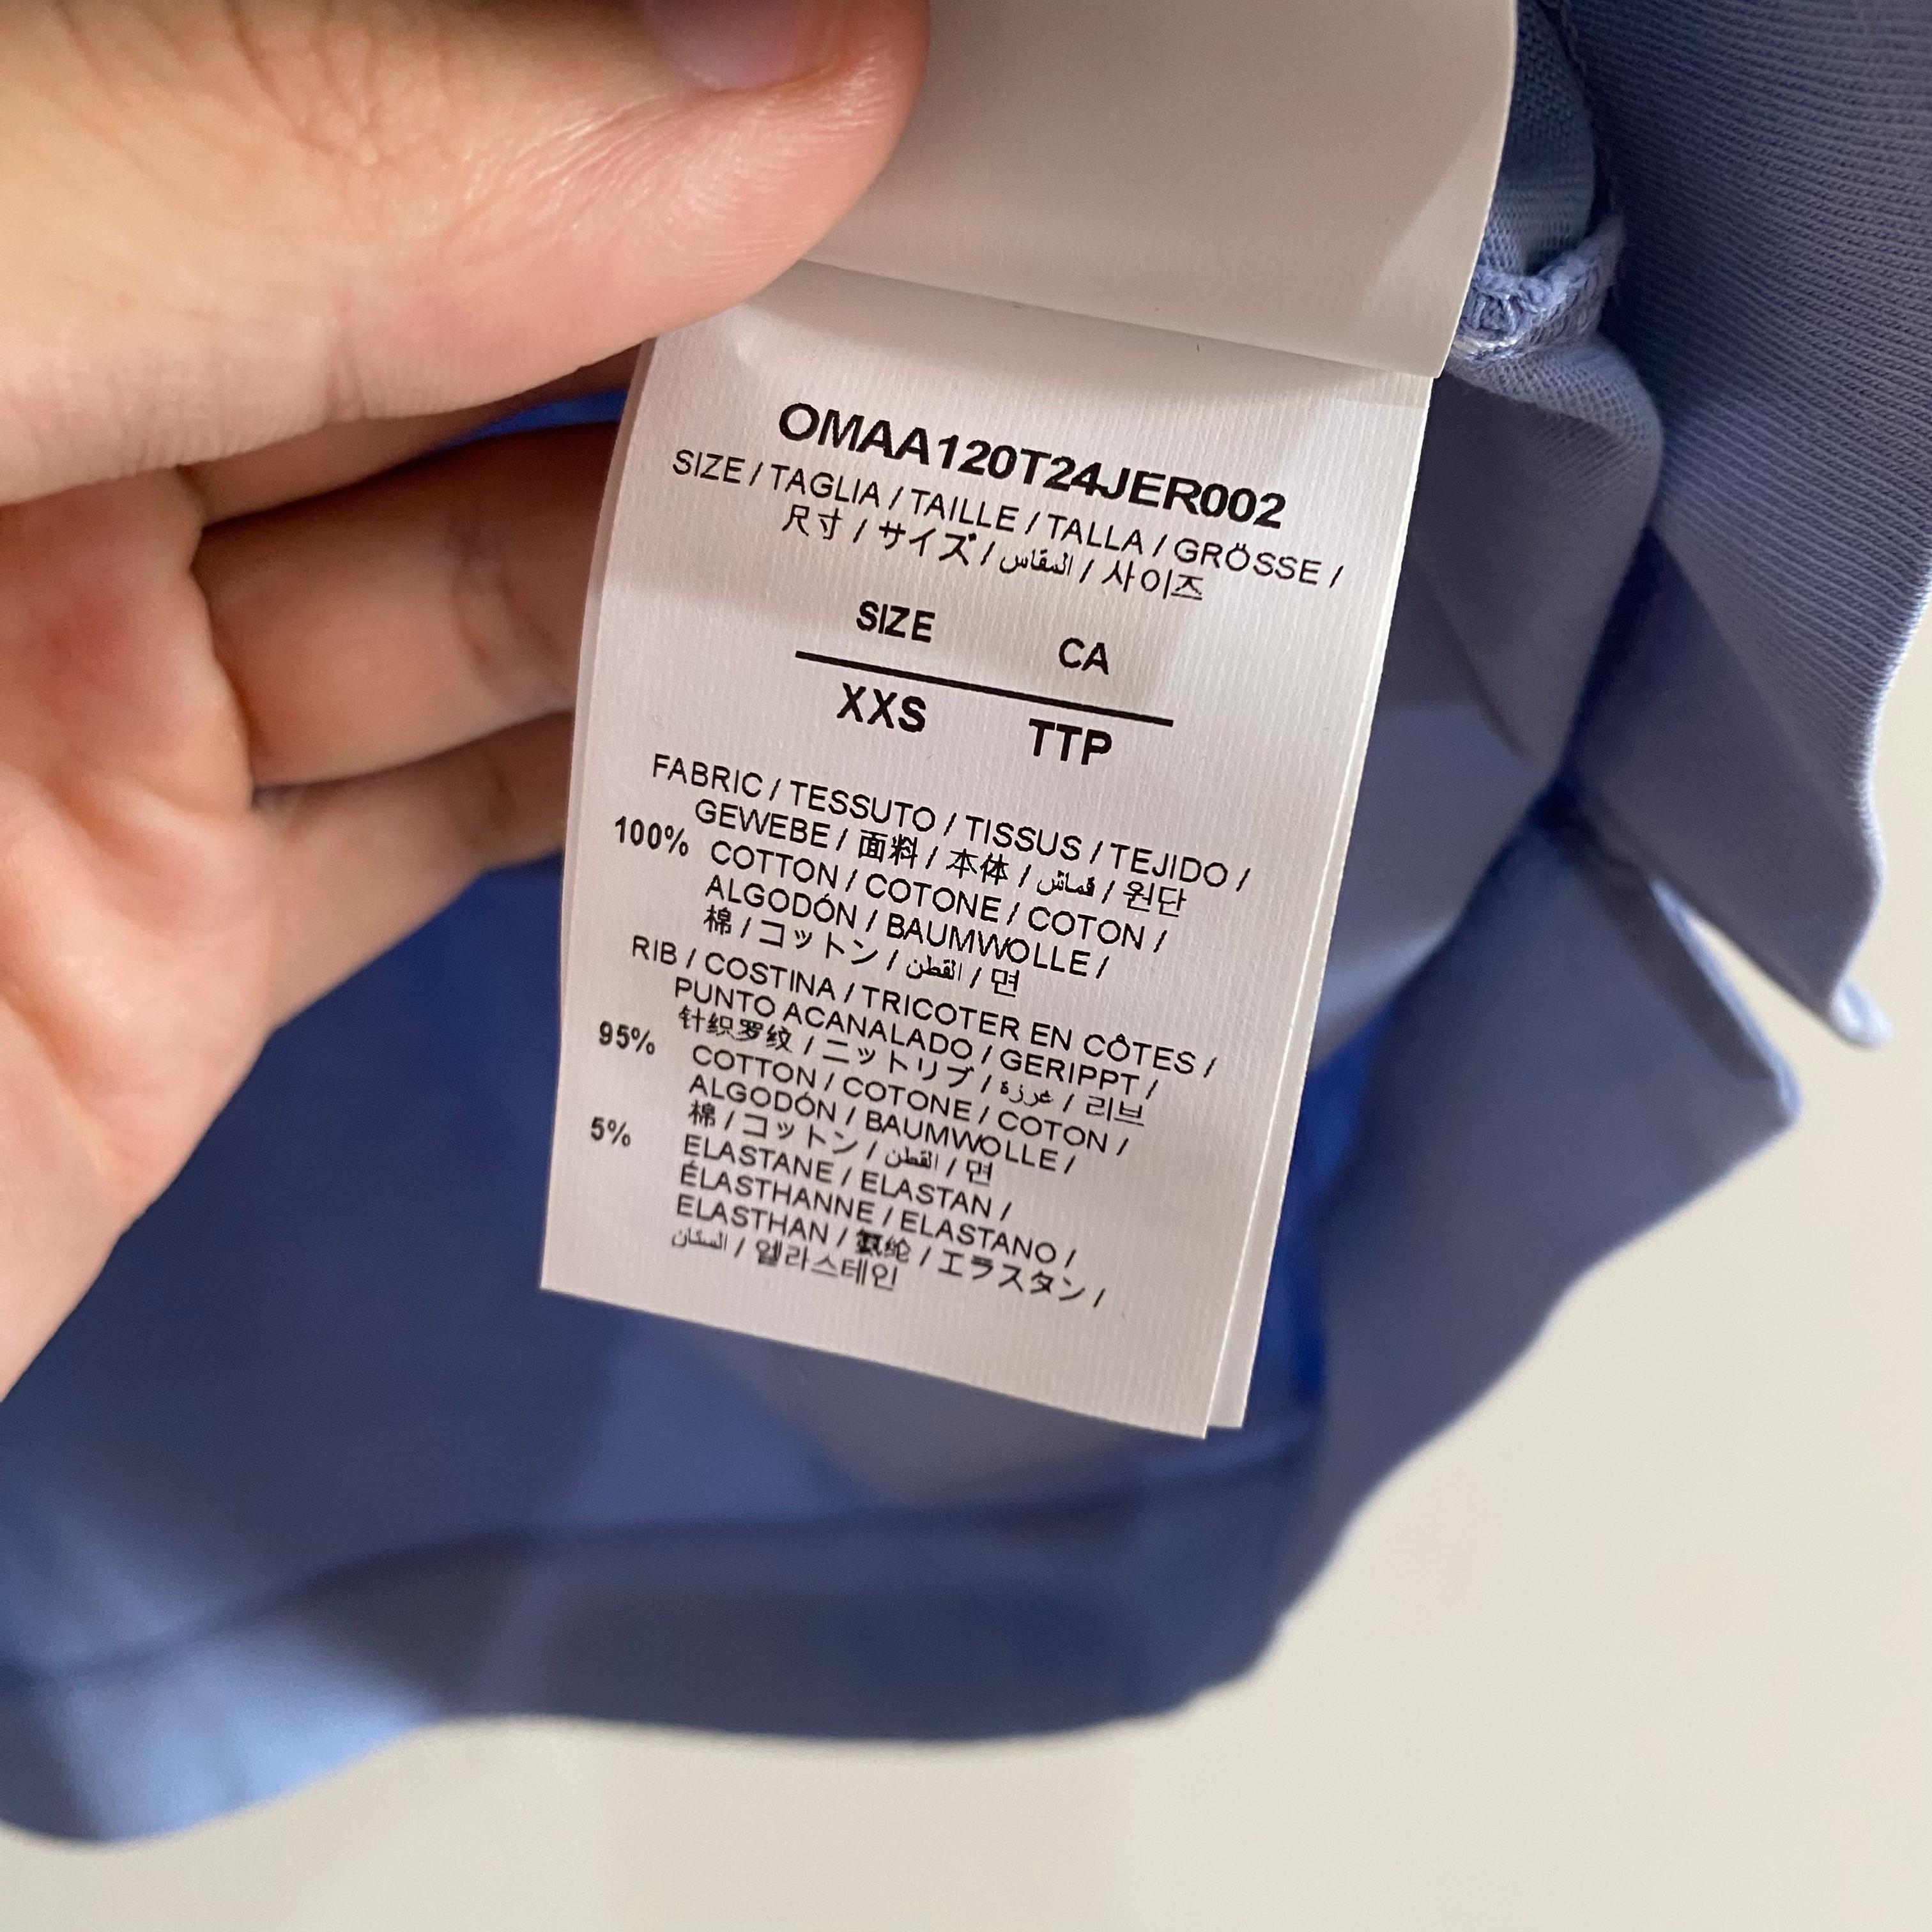 OMAA120T24JER002
SIZE / TAGLIA / TAILLE / TALLA / GRÖSSE /
尺寸 / サイズ / المقاس / 사이즈
SIZE CA
XXS TTP
FABRIC / TESSUTO / TISSUS / TEJIDO /
GEWEBE / 面料 / 本体 / قماش / 원단
100% COTTON / COTONE / COTON /
ALGODÓN / BAUMWOLLE /
棉 / コットン / القطن / 면
RIB / COSTINA / TRICOTER EN CÔTES /
PUNTO ACANALADO / GERIPPT /
针织罗纹 / ニットリブ / غرزة / 리브
95% COTTON / COTONE / COTON /
ALGODÓN / BAUMWOLLE /
棉 / コットン / القطن / 면
5% ELASTANE / ELASTAN /
ÉLASTHANNE / ELASTANO /
ELASTHAN / 氨纶 / エラスタン /
/ 엘라스테인